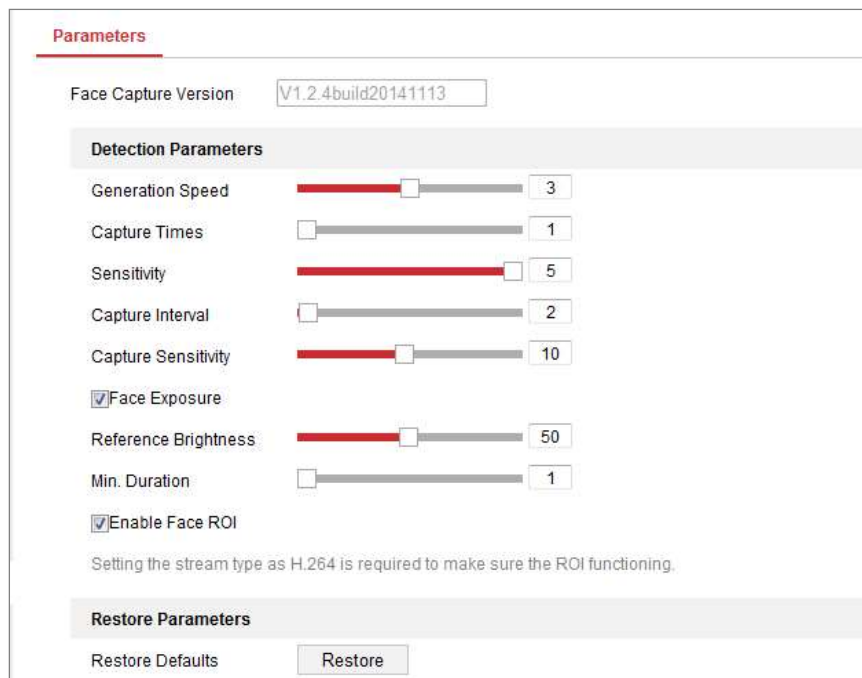 Parameters
Face Capture Version V1.2.4build20141113
Detection Parameters
Generation Speed 3
Capture Times 1
Sensitivity 5
Capture Interval 2
Capture Sensitivity 10
Face Exposure
Reference Brightness 50
Min. Duration 1
Enable Face ROI
Setting the stream type as H.264 is required to make sure the ROI functioning.
Restore Parameters
Restore Defaults Restore